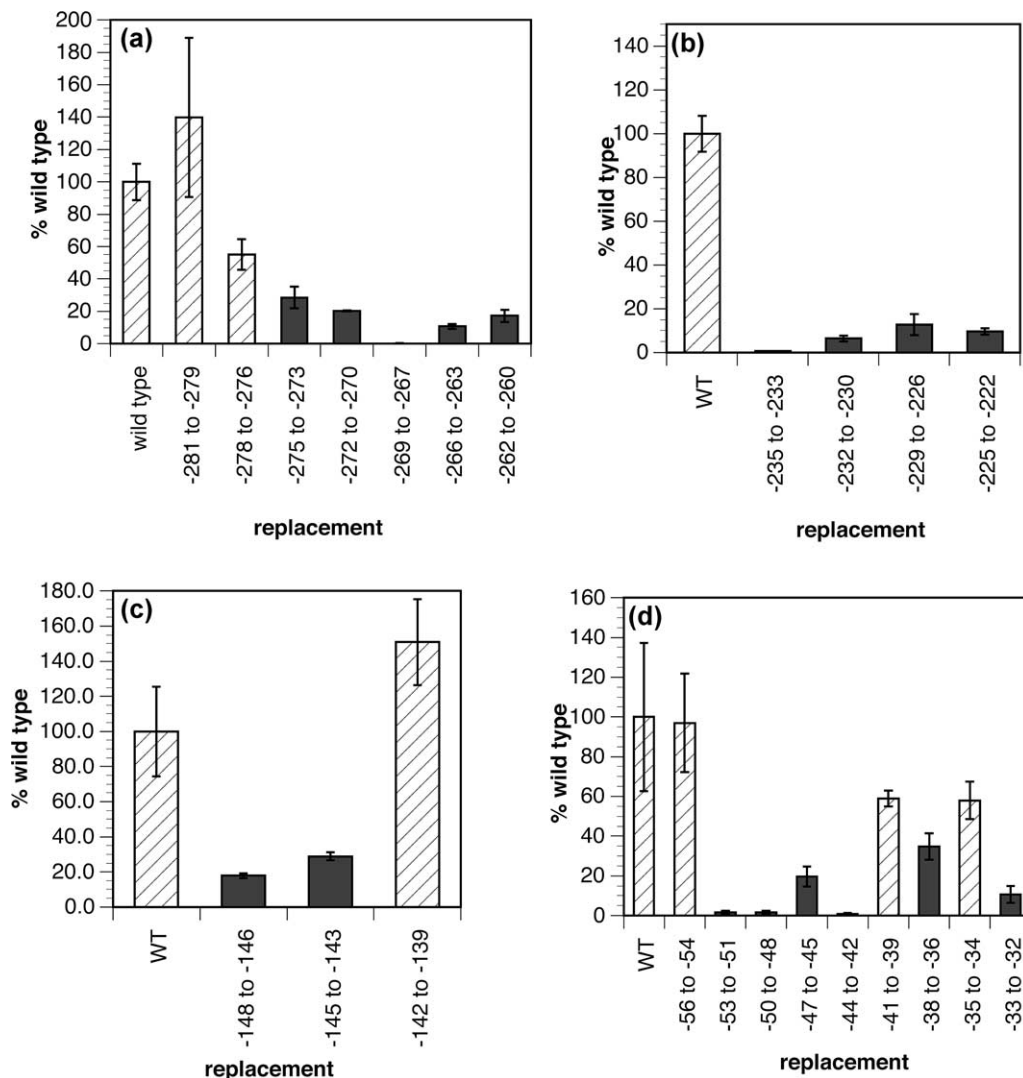 (a)
% wild type
200
180
160
140
120
100
80
60
40
20
0
wild type
-281 to -279
-278 to -276
-275 to -273
-272 to -270
-269 to -267
-266 to -263
-262 to -260
replacement
(b)
% wild type
140
120
100
80
60
40
20
0
WT
-235 to -233
-232 to -230
-229 to -226
-225 to -222
replacement
(c)
% wild type
180.0
160.0
140.0
120.0
100.0
80.0
60.0
40.0
20.0
0.0
WT
-148 to -146
-145 to -143
-142 to -139
replacement
(d)
% wild type
160
140
120
100
80
60
40
20
0
WT
-56 to -54
-53 to -51
-50 to -48
-47 to -45
-44 to -42
-41 to -39
-38 to -36
-35 to -34
-33 to -32
replacement